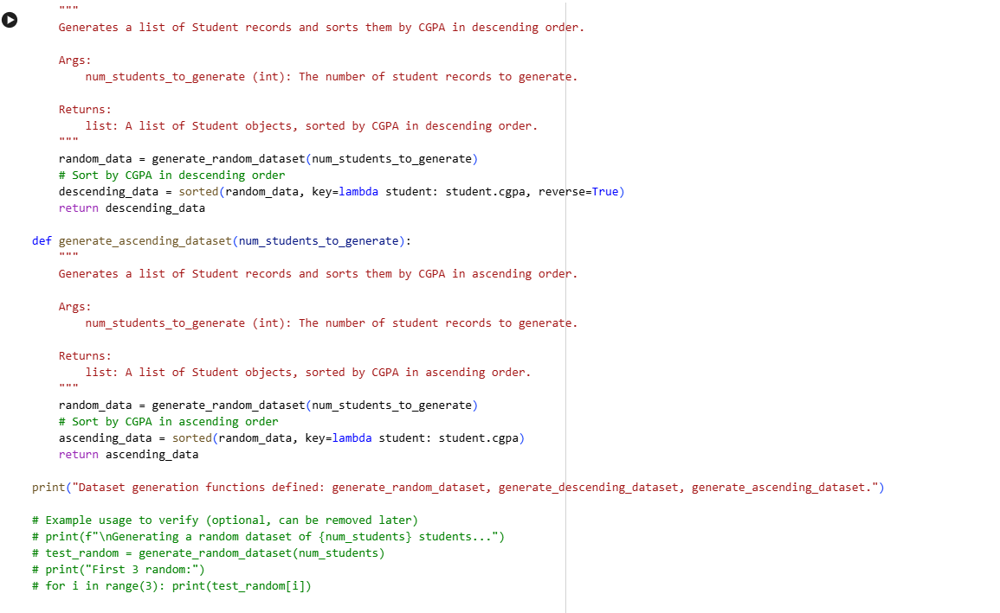 """
    Generates a list of Student records and sorts them by CGPA in descending order.

    Args:
        num_students_to_generate (int): The number of student records to generate.

    Returns:
        list: A list of Student objects, sorted by CGPA in descending order.
    """
    random_data = generate_random_dataset(num_students_to_generate)
    # Sort by CGPA in descending order
    descending_data = sorted(random_data, key=lambda student: student.cgpa, reverse=True)
    return descending_data

def generate_ascending_dataset(num_students_to_generate):
    """
    Generates a list of Student records and sorts them by CGPA in ascending order.

    Args:
        num_students_to_generate (int): The number of student records to generate.

    Returns:
        list: A list of Student objects, sorted by CGPA in ascending order.
    """
    random_data = generate_random_dataset(num_students_to_generate)
    # Sort by CGPA in ascending order
    ascending_data = sorted(random_data, key=lambda student: student.cgpa)
    return ascending_data

print("Dataset generation functions defined: generate_random_dataset, generate_descending_dataset, generate_ascending_dataset.")

# Example usage to verify (optional, can be removed later)
# print(f"\nGenerating a random dataset of {num_students} students...")
# test_random = generate_random_dataset(num_students)
# print("First 3 random:")
# for i in range(3): print(test_random[i])